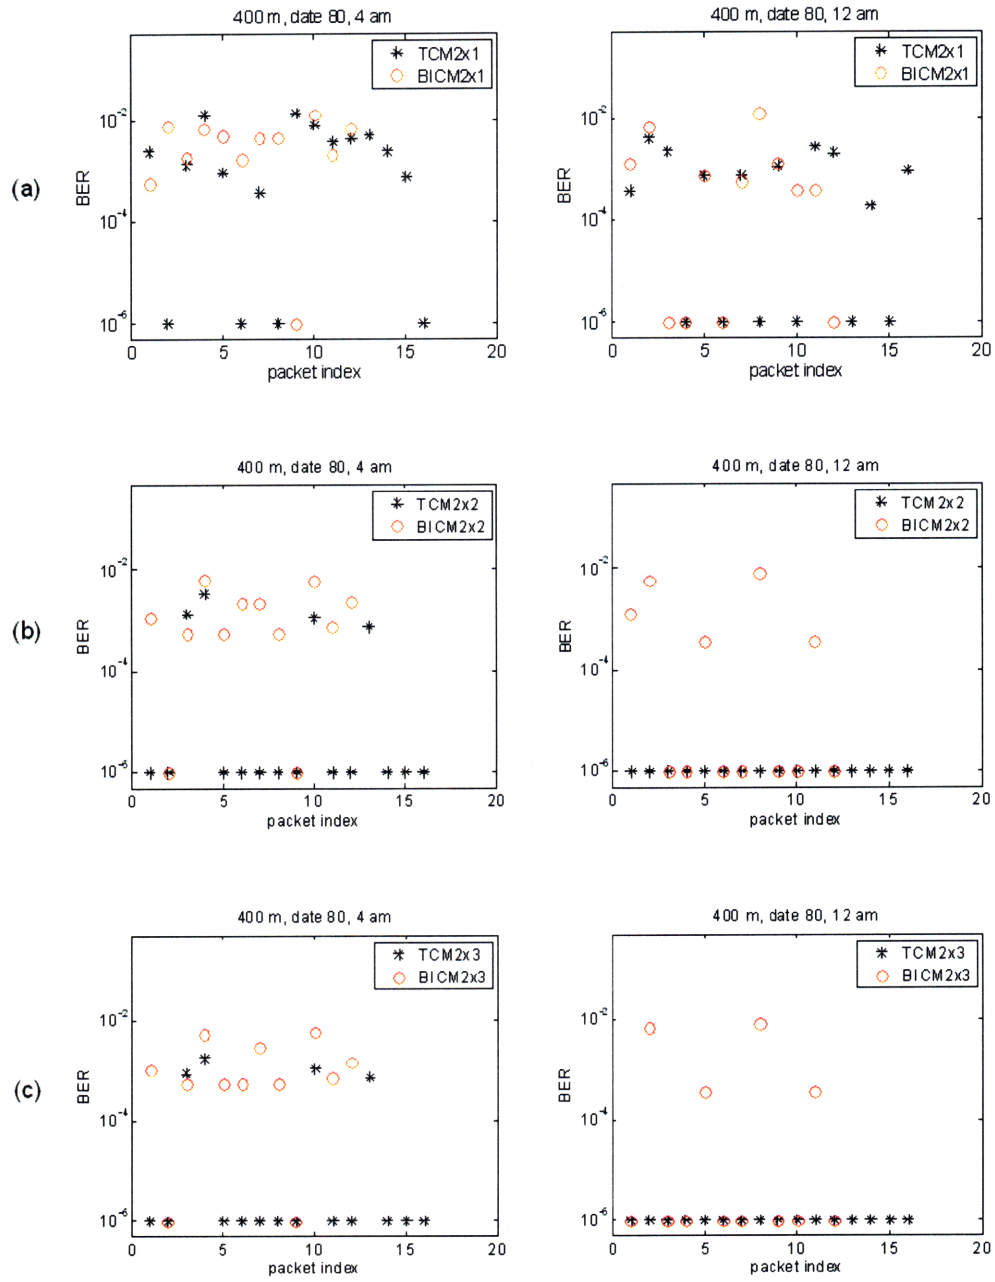 400 m, date 80, 4 am
TCM2x1
BICM2x1
(a)
BER
10-2
10-4
10-6
0 5 10 15 20
packet index
400 m, date 80, 12 am
TCM2x1
BICM2x1
BER
10-2
10-4
10-6
0 5 10 15 20
packet index
400 m, date 80, 4 am
TCM2x2
BICM2x2
(b)
BER
10-2
10-4
10-6
0 5 10 15 20
packet index
400 m, date 80, 12 am
TCM2x2
BICM2x2
BER
10-2
10-4
10-6
0 5 10 15 20
packet index
400 m, date 80, 4 am
TCM2x3
BICM2x3
(c)
BER
10-2
10-4
10-6
0 5 10 15 20
packet index
400 m, date 80, 12 am
TCM2x3
BICM2x3
BER
10-2
10-4
10-6
0 5 10 15 20
packet index